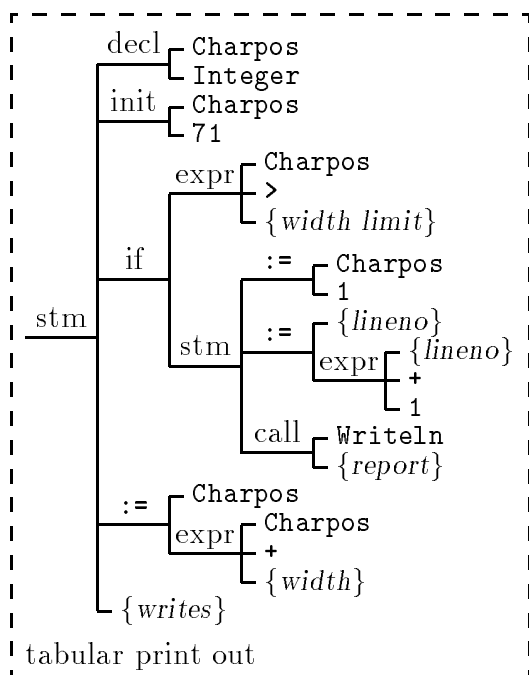 decl Charpos
Integer
init Charpos
71
Charpos
expr >
{width limit}
if
:= Charpos
1
stm
:= {lineno}
stm
expr {lineno}
+
1
call Writeln
{report}
Charpos
:=
Charpos
expr +
{width}
{writes}
tabular print out